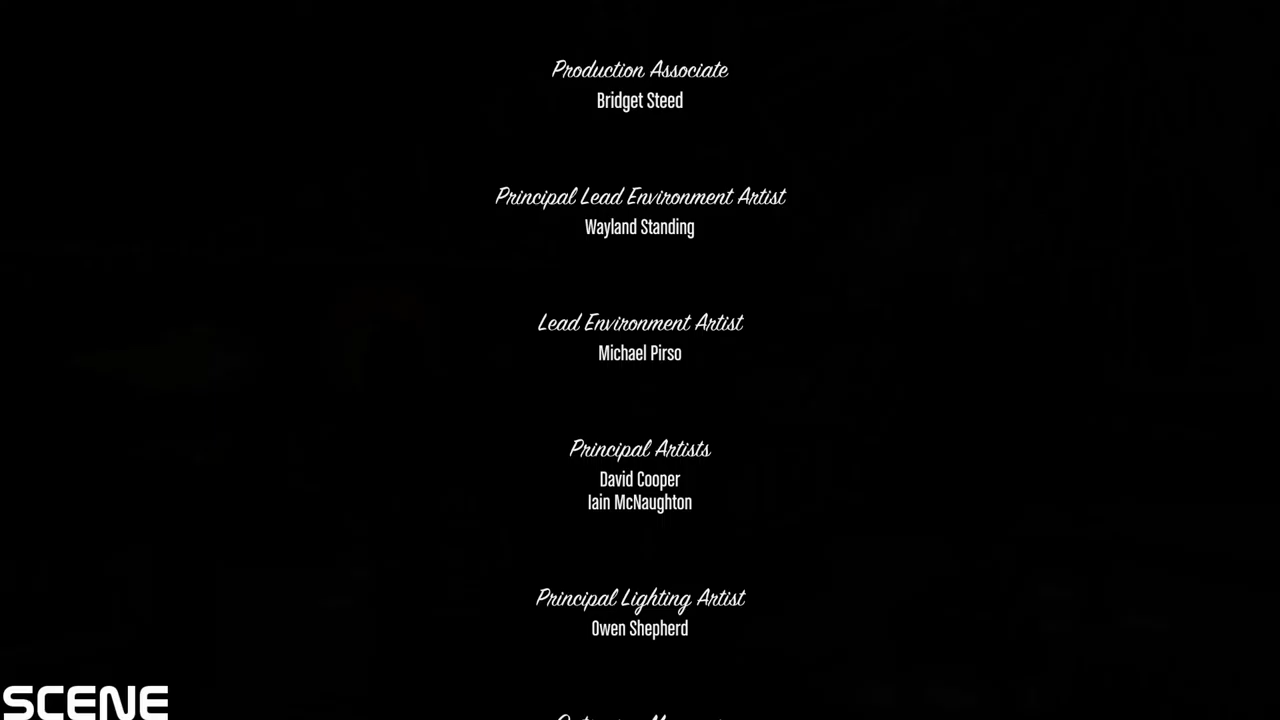 Production Associate
Bridget Steed
Principal Lead Environment Artist
Wayland Standing
Lead Environment Artist
Michael Pirso
Principal Artists
David Cooper
Iain McNaughton
Principal Lighting Artist
Owen Shepherd
SCENE